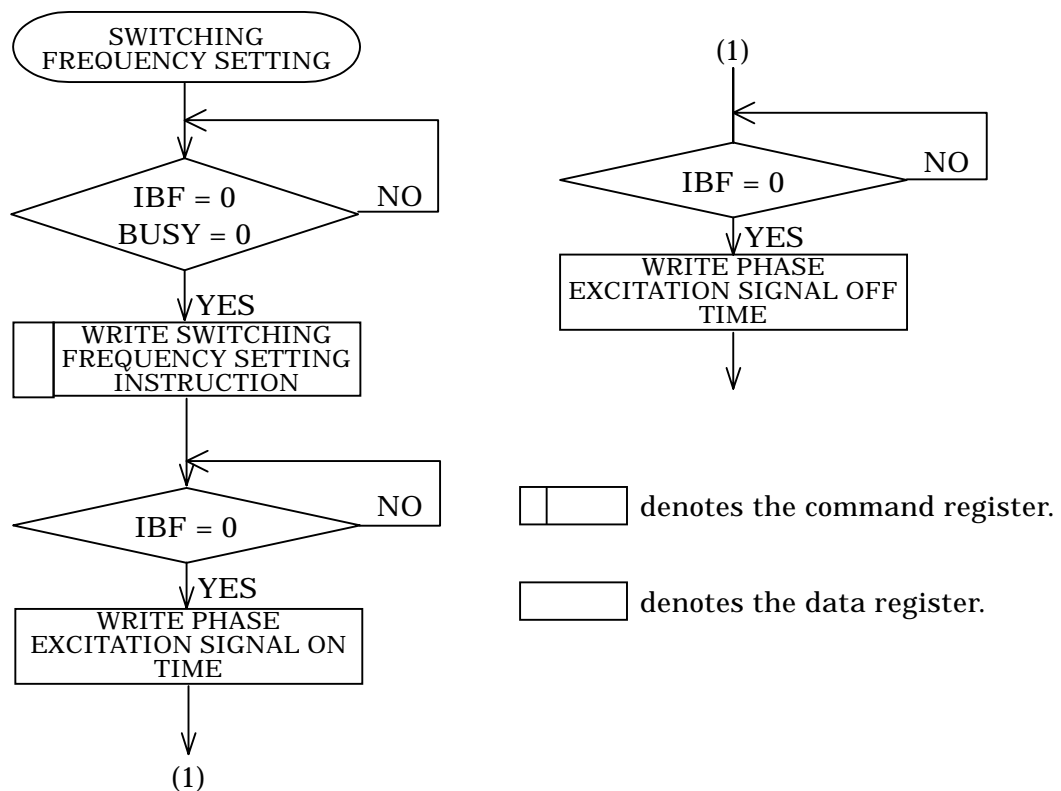 SWITCHING
FREQUENCY SETTING
IBF = 0
BUSY = 0
NO
YES
WRITE SWITCHING
FREQUENCY SETTING
INSTRUCTION
IBF = 0
NO
YES
WRITE PHASE
EXCITATION SIGNAL ON
TIME
(1)
(1)
IBF = 0
NO
YES
WRITE PHASE
EXCITATION SIGNAL OFF
TIME
denotes the command register.
denotes the data register.